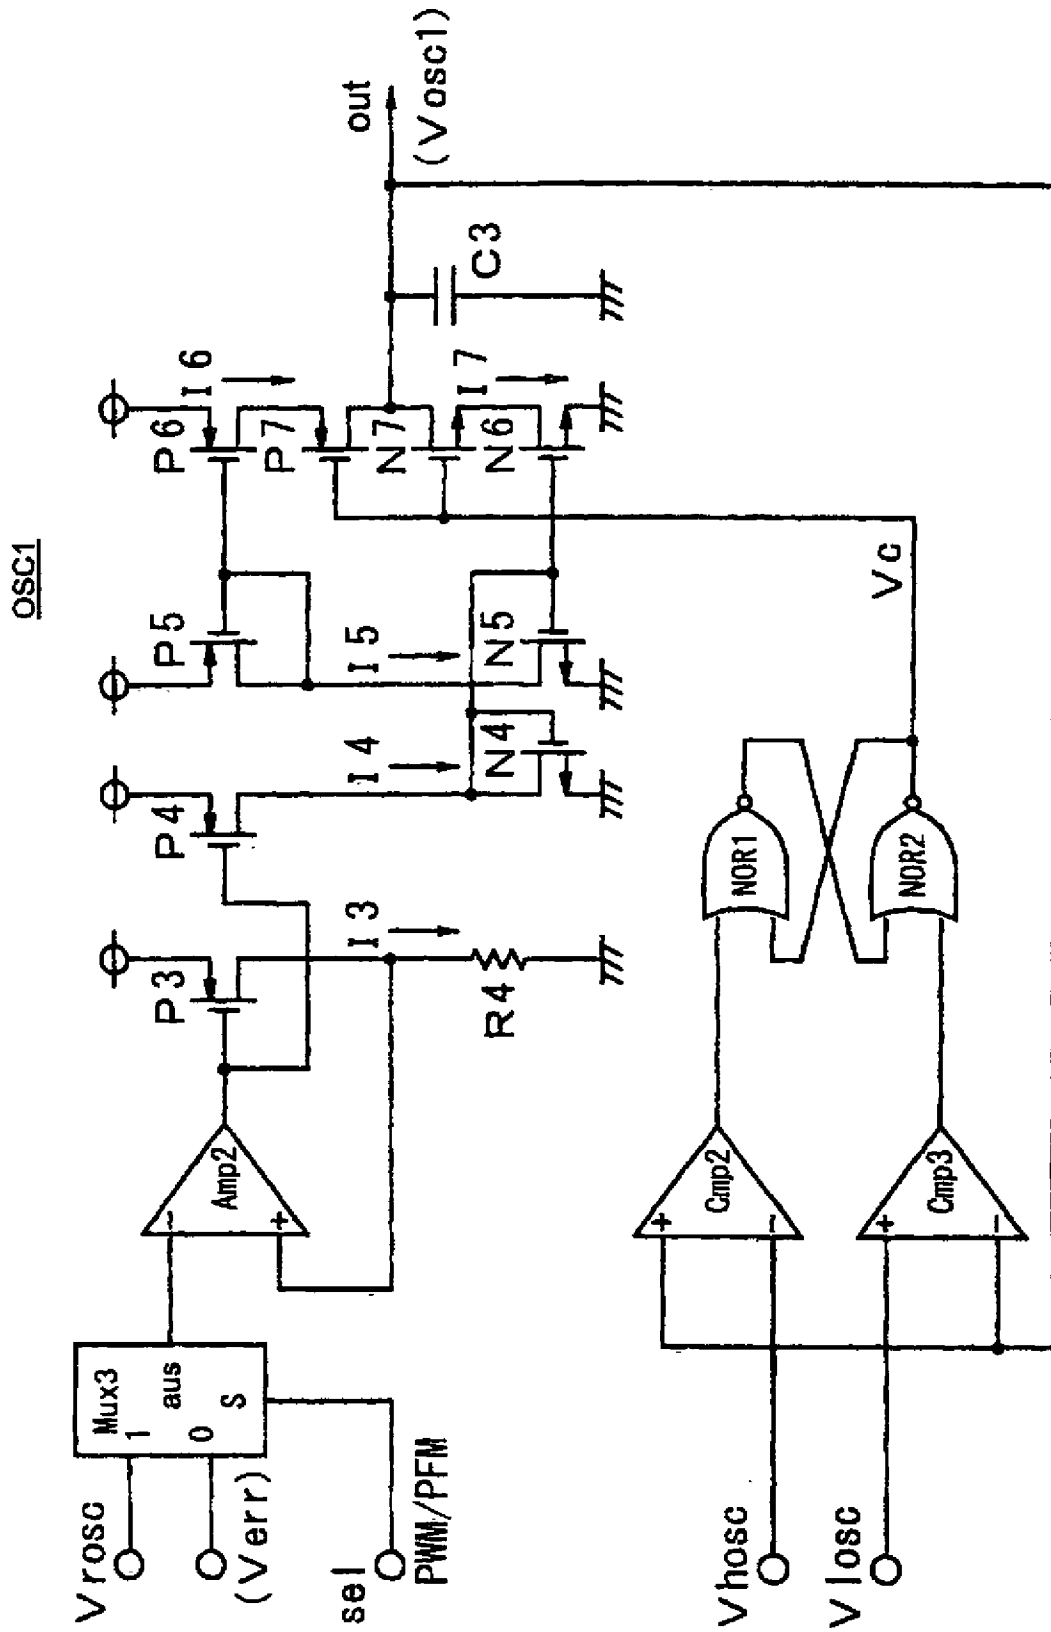 OSC1
Vrosc
(Verr)
sel
PWM/PFM
Mux3
1
0
aus
S
Amp2
-
+
P3
I3
R4
P4
I4
N4
P5
I5
N5
P6
I6
P7
N7
I7
N6
C3
out
(Vosc1)
Vhosc
Vlosc
+
Cmp2
-
+
Cmp3
-
NOR1
NOR2
Vc